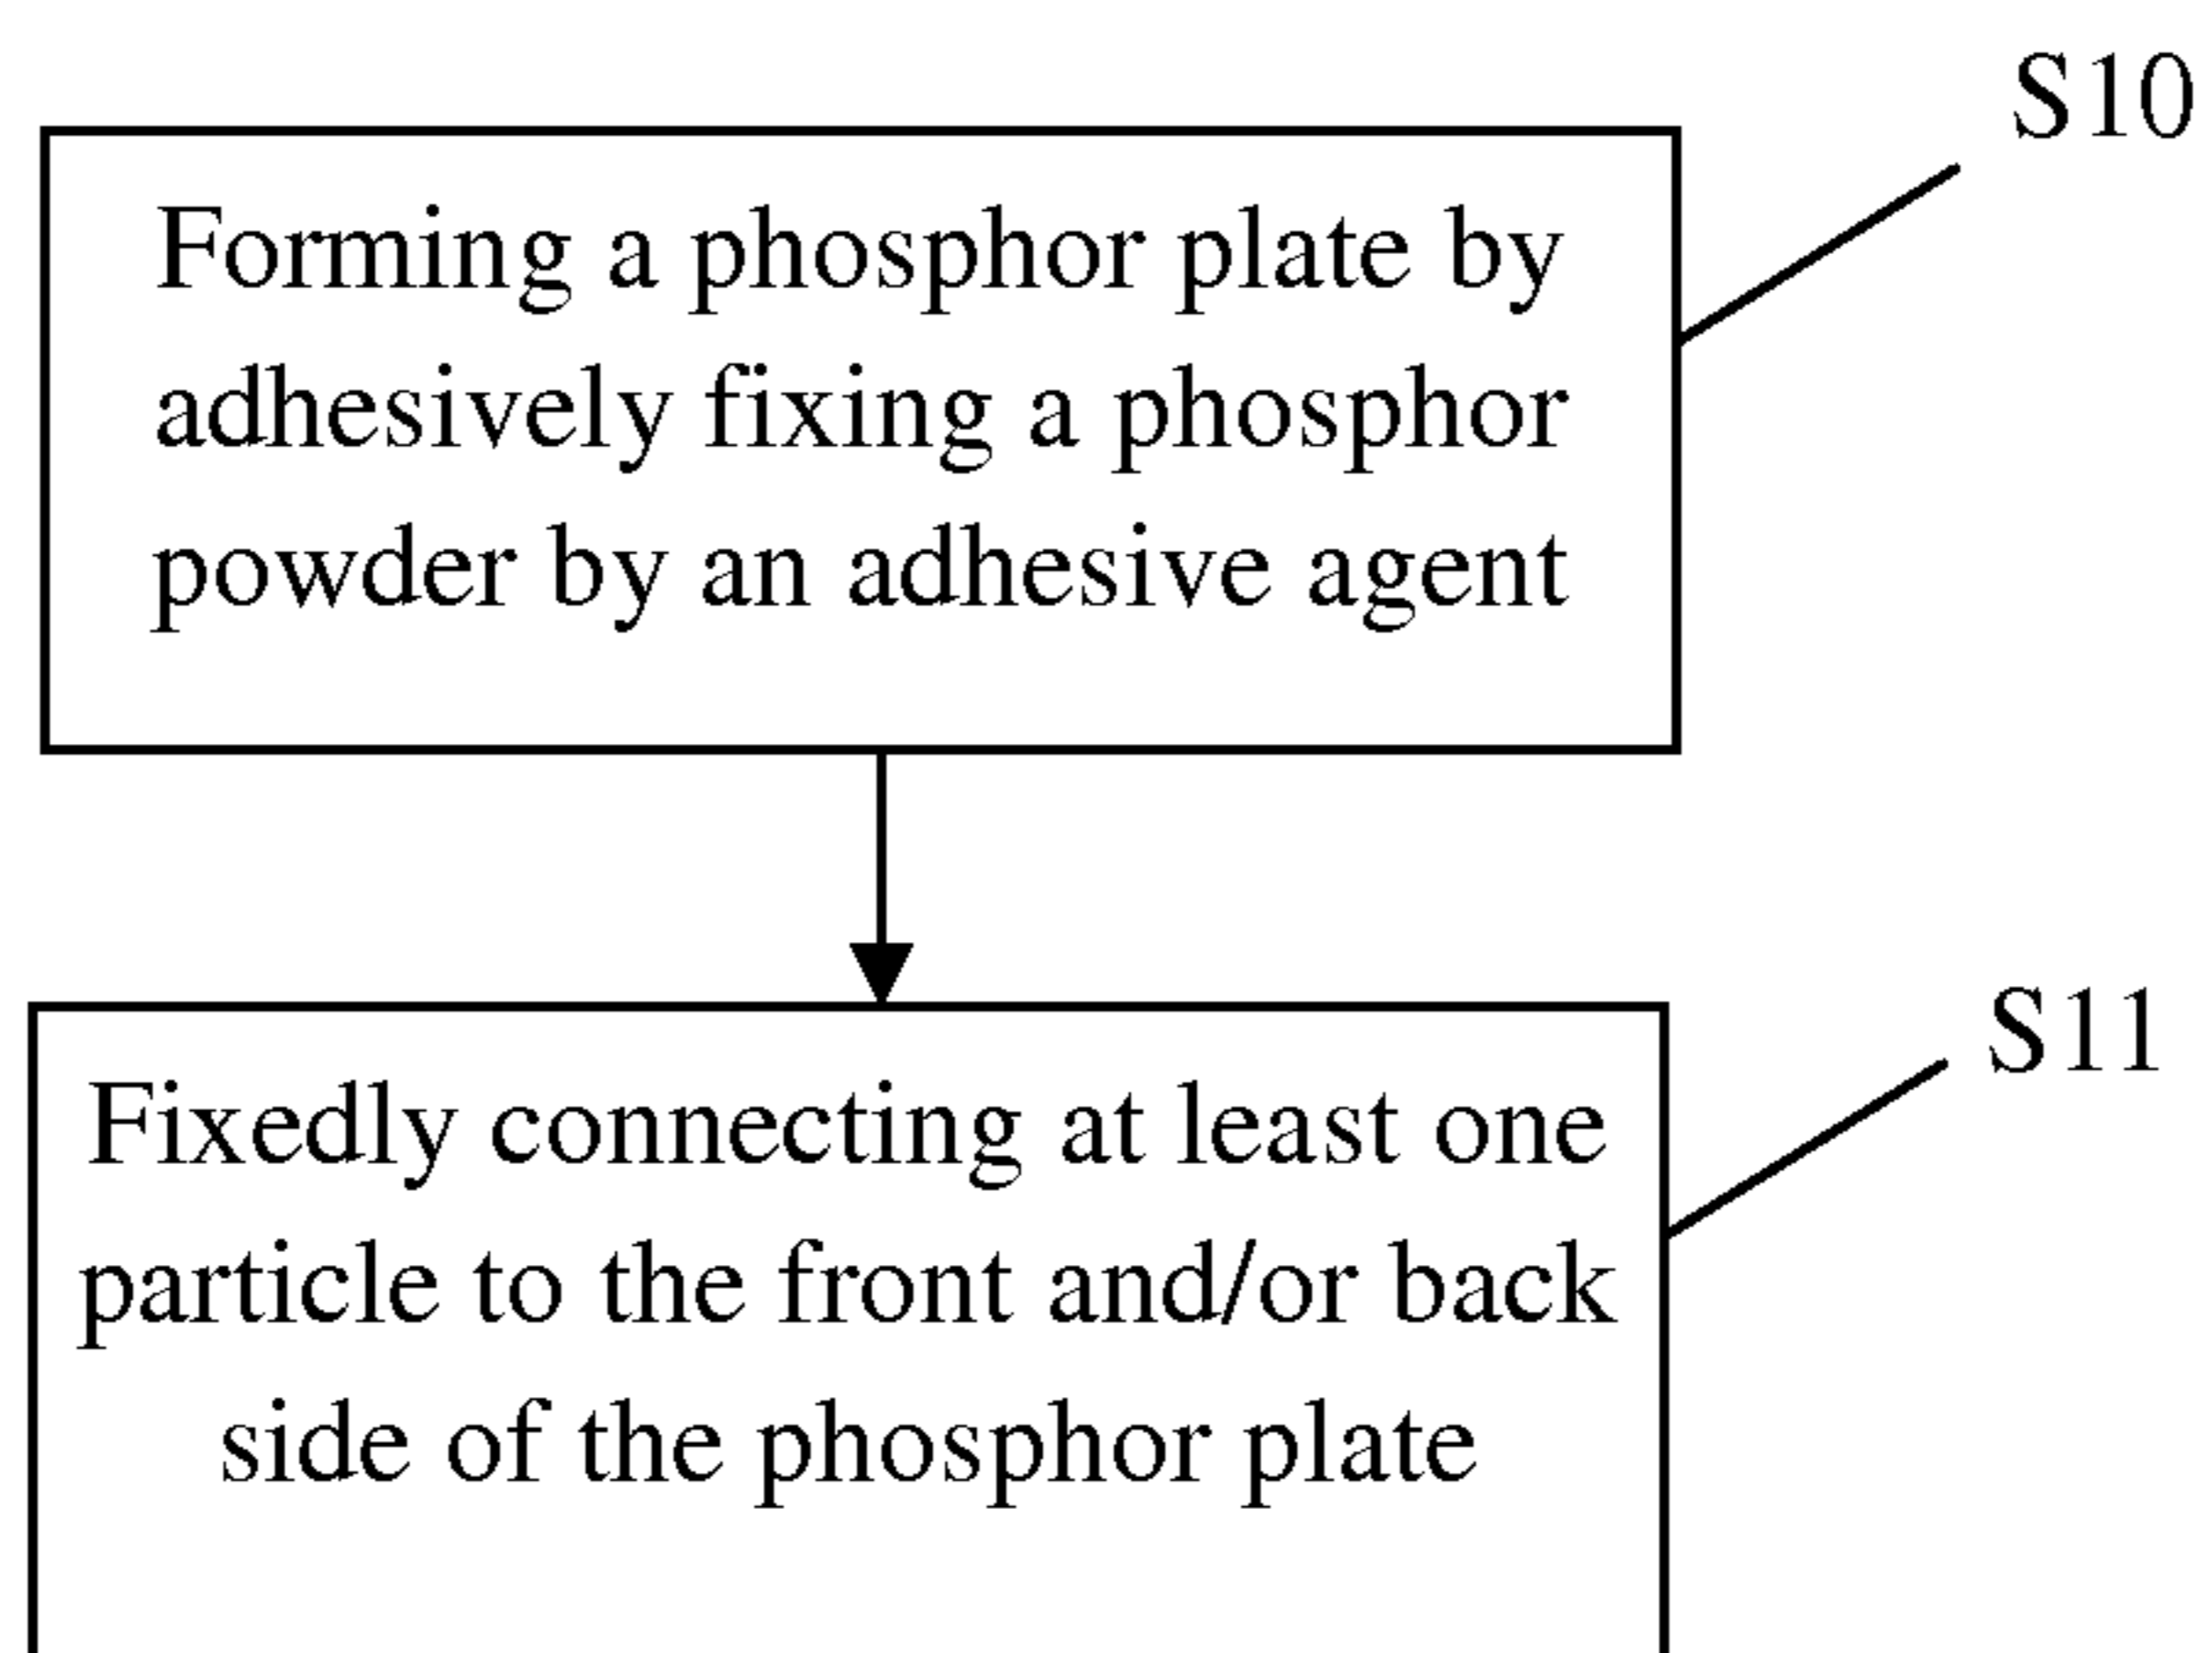 S10
Forming a phosphor plate by
adhesively fixing a phosphor
powder by an adhesive agent
S11
Fixedly connecting at least one
particle to the front and/or back
side of the phosphor plate